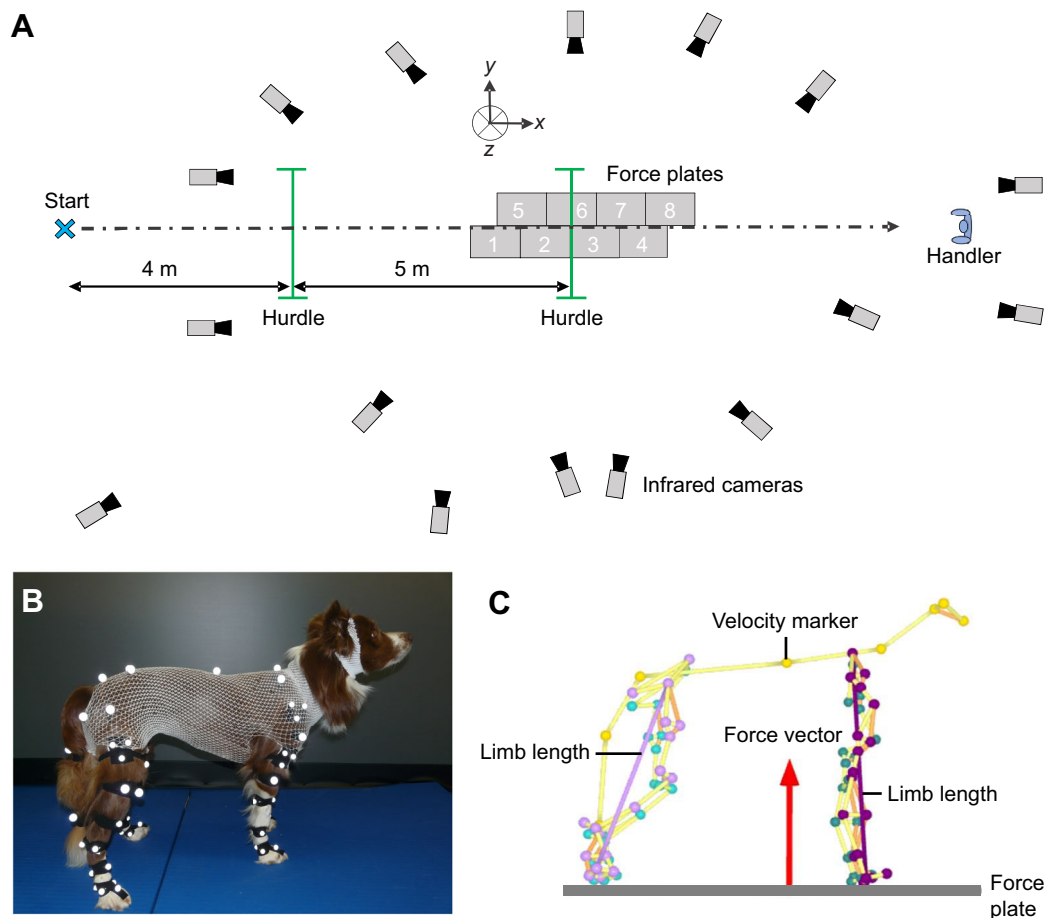 A
y
x
z
Force plates
Start
5 6 7 8
1 2 3 4
Handler
4 m
5 m
Hurdle
Hurdle
Infrared cameras
B
C
Velocity marker
Force vector
Limb length
Limb length
Force
plate